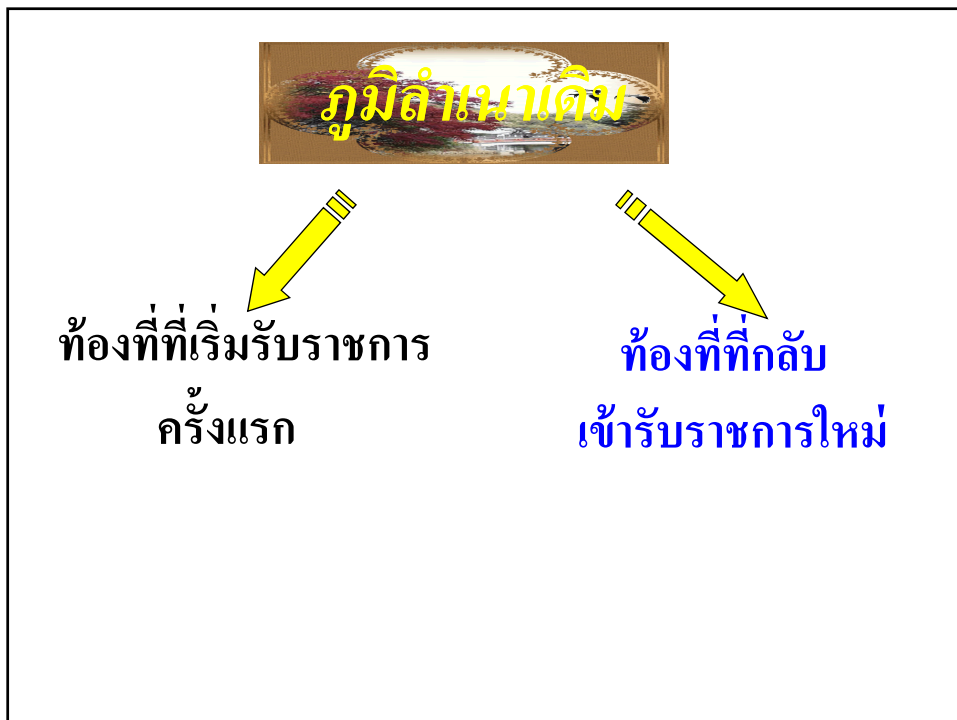 ภูมิลำเนาเดิม
ท้องที่ที่เริ่มรับราชการ
ครั้งแรก
ท้องที่ที่กลับ
เข้ารับราชการใหม่